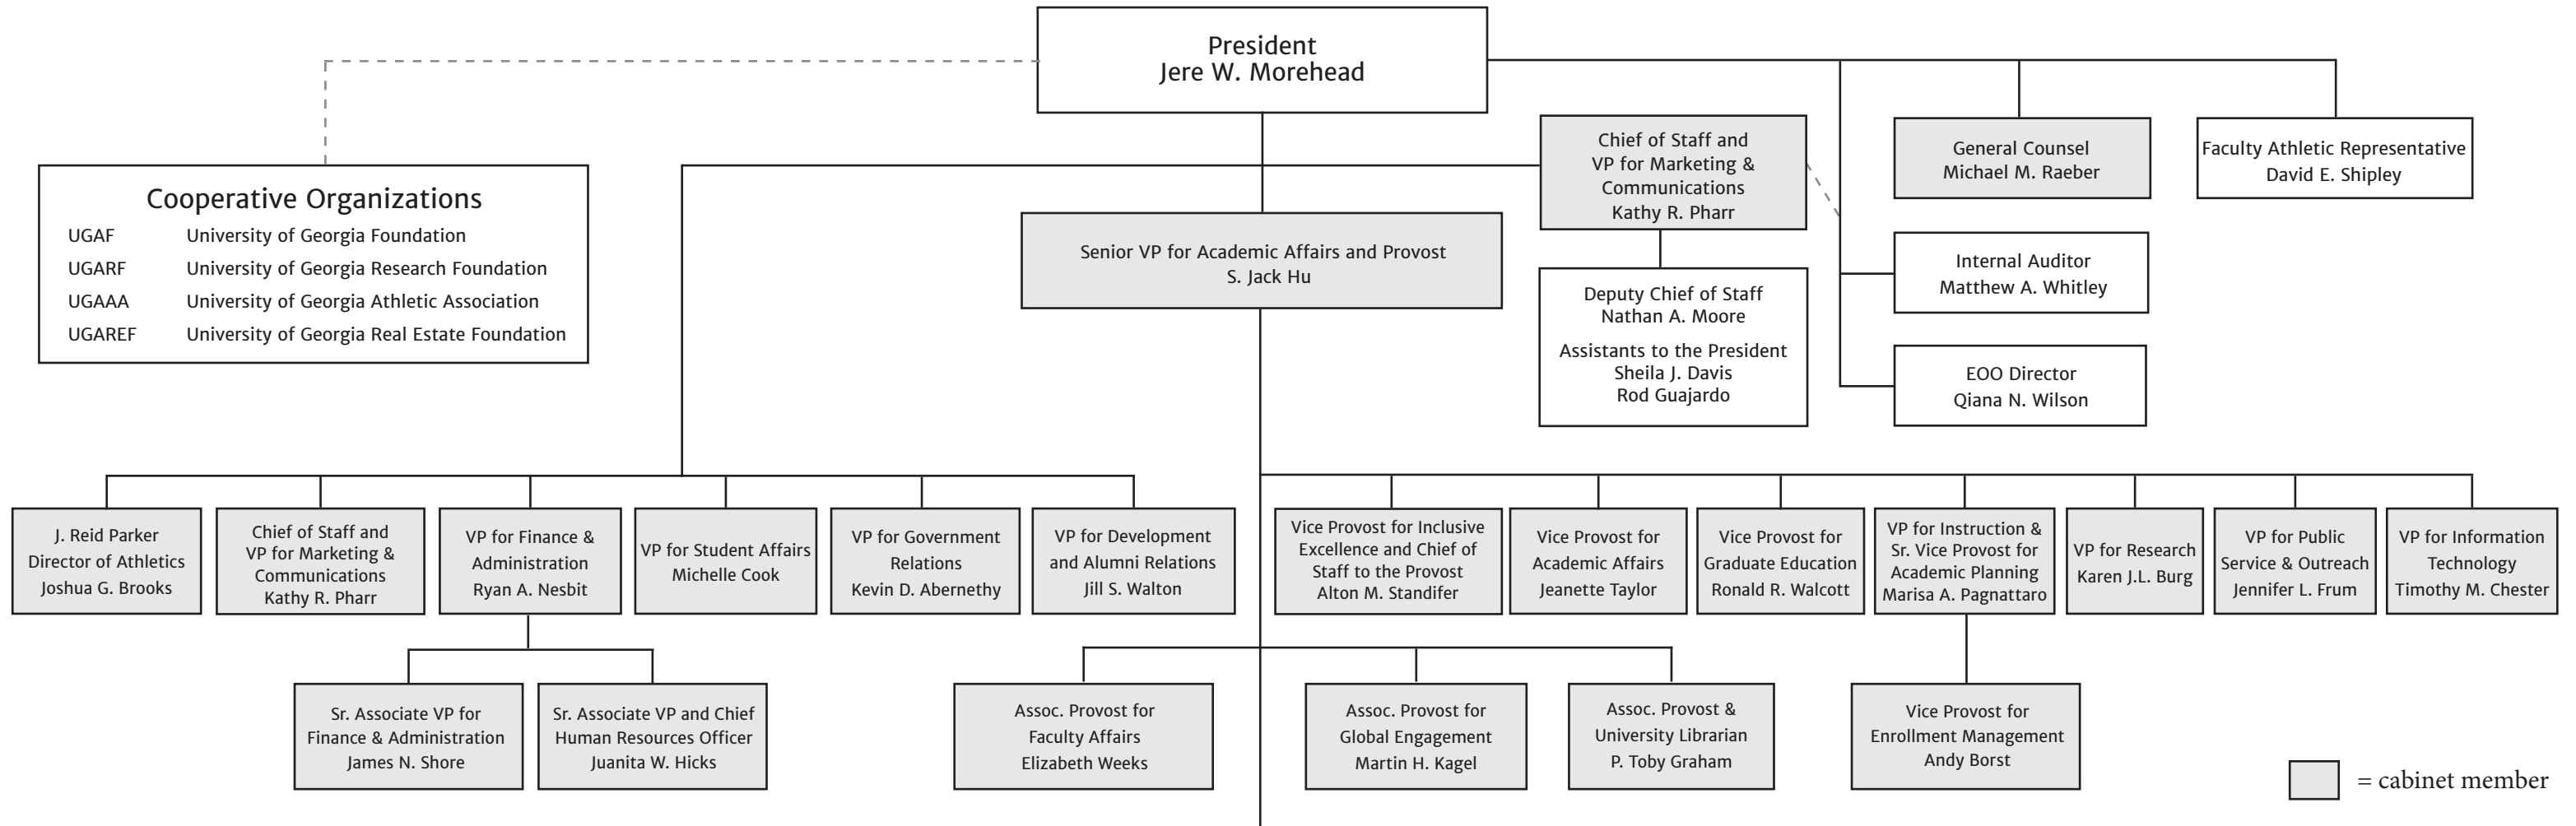 President
Jere W. Morehead
Cooperative Organizations
UGAF University of Georgia Foundation
UGARF University of Georgia Research Foundation
UGAAA University of Georgia Athletic Association
UGAREF University of Georgia Real Estate Foundation
Chief of Staff and
VP for Marketing &
Communications
Kathy R. Pharr
General Counsel
Michael M. Raeber
Faculty Athletic Representative
David E. Shipley
Senior VP for Academic Affairs and Provost
S. Jack Hu
Deputy Chief of Staff
Nathan A. Moore
Assistants to the President
Sheila J. Davis
Rod Guajardo
Internal Auditor
Matthew A. Whitley
EOO Director
Qiana N. Wilson
J. Reid Parker
Director of Athletics
Joshua G. Brooks
Chief of Staff and
VP for Marketing &
Communications
Kathy R. Pharr
VP for Finance &
Administration
Ryan A. Nesbit
VP for Student Affairs
Michelle Cook
VP for Government
Relations
Kevin D. Abernethy
VP for Development
and Alumni Relations
Jill S. Walton
Vice Provost for Inclusive
Excellence and Chief of
Staff to the Provost
Alton M. Standifer
Vice Provost for
Academic Affairs
Jeanette Taylor
Vice Provost for
Graduate Education
Ronald R. Walcott
VP for Instruction &
Sr. Vice Provost for
Academic Planning
Marisa A. Pagnattaro
VP for Research
Karen J.L. Burg
VP for Public
Service & Outreach
Jennifer L. Frum
VP for Information
Technology
Timothy M. Chester
Sr. Associate VP for
Finance & Administration
James N. Shore
Sr. Associate VP and Chief
Human Resources Officer
Juanita W. Hicks
Assoc. Provost for
Faculty Affairs
Elizabeth Weeks
Assoc. Provost for
Global Engagement
Martin H. Kagel
Assoc. Provost &
University Librarian
P. Toby Graham
Vice Provost for
Enrollment Management
Andy Borst
= cabinet member